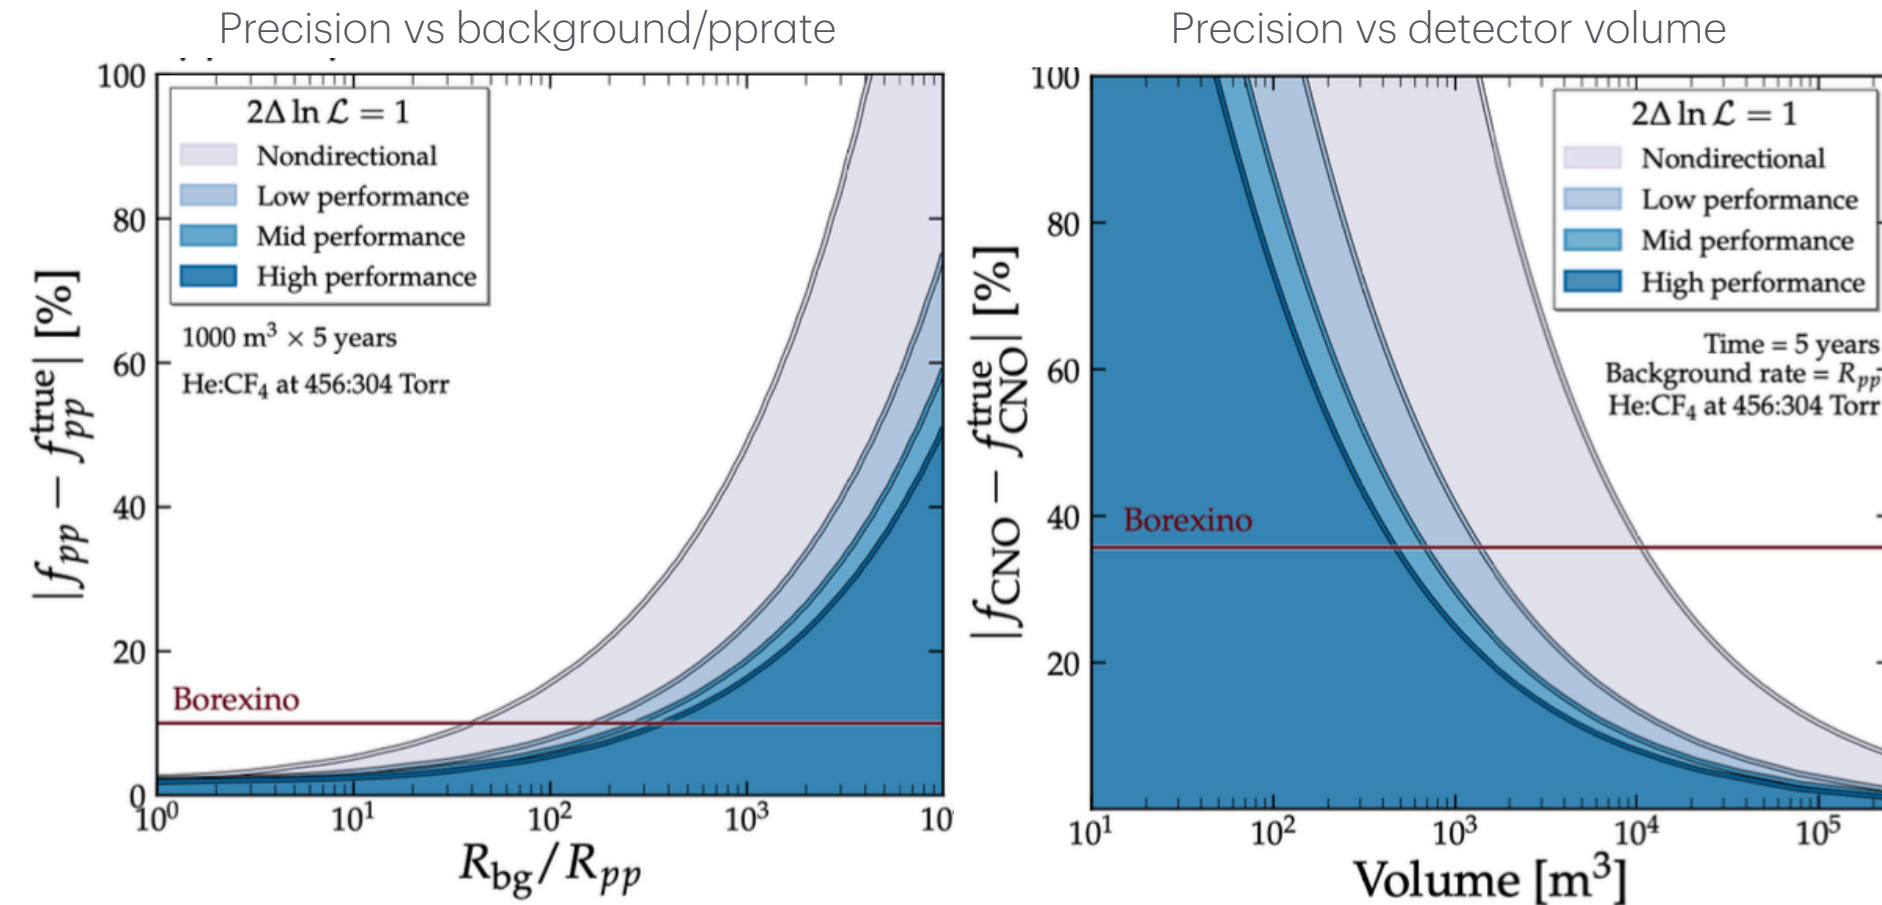 Precision vs background/pprate
100
80
60
40
20
0
10⁰
10¹
10²
10³
10
|f_pp − f_pp^true| [%]
2Δ ln ℒ = 1
Nondirectional
Low performance
Mid performance
High performance
1000 m³ × 5 years
He:CF₄ at 456:304 Torr
Borexino
R_bg/R_pp
Precision vs detector volume
100
80
60
40
20
10¹
10²
10³
10⁴
10⁵
|f_CNO − f_CNO^true| [%]
2Δ ln ℒ = 1
Nondirectional
Low performance
Mid performance
High performance
Time = 5 years
Background rate = R_pp
He:CF₄ at 456:304 Torr
Borexino
Volume [m³]